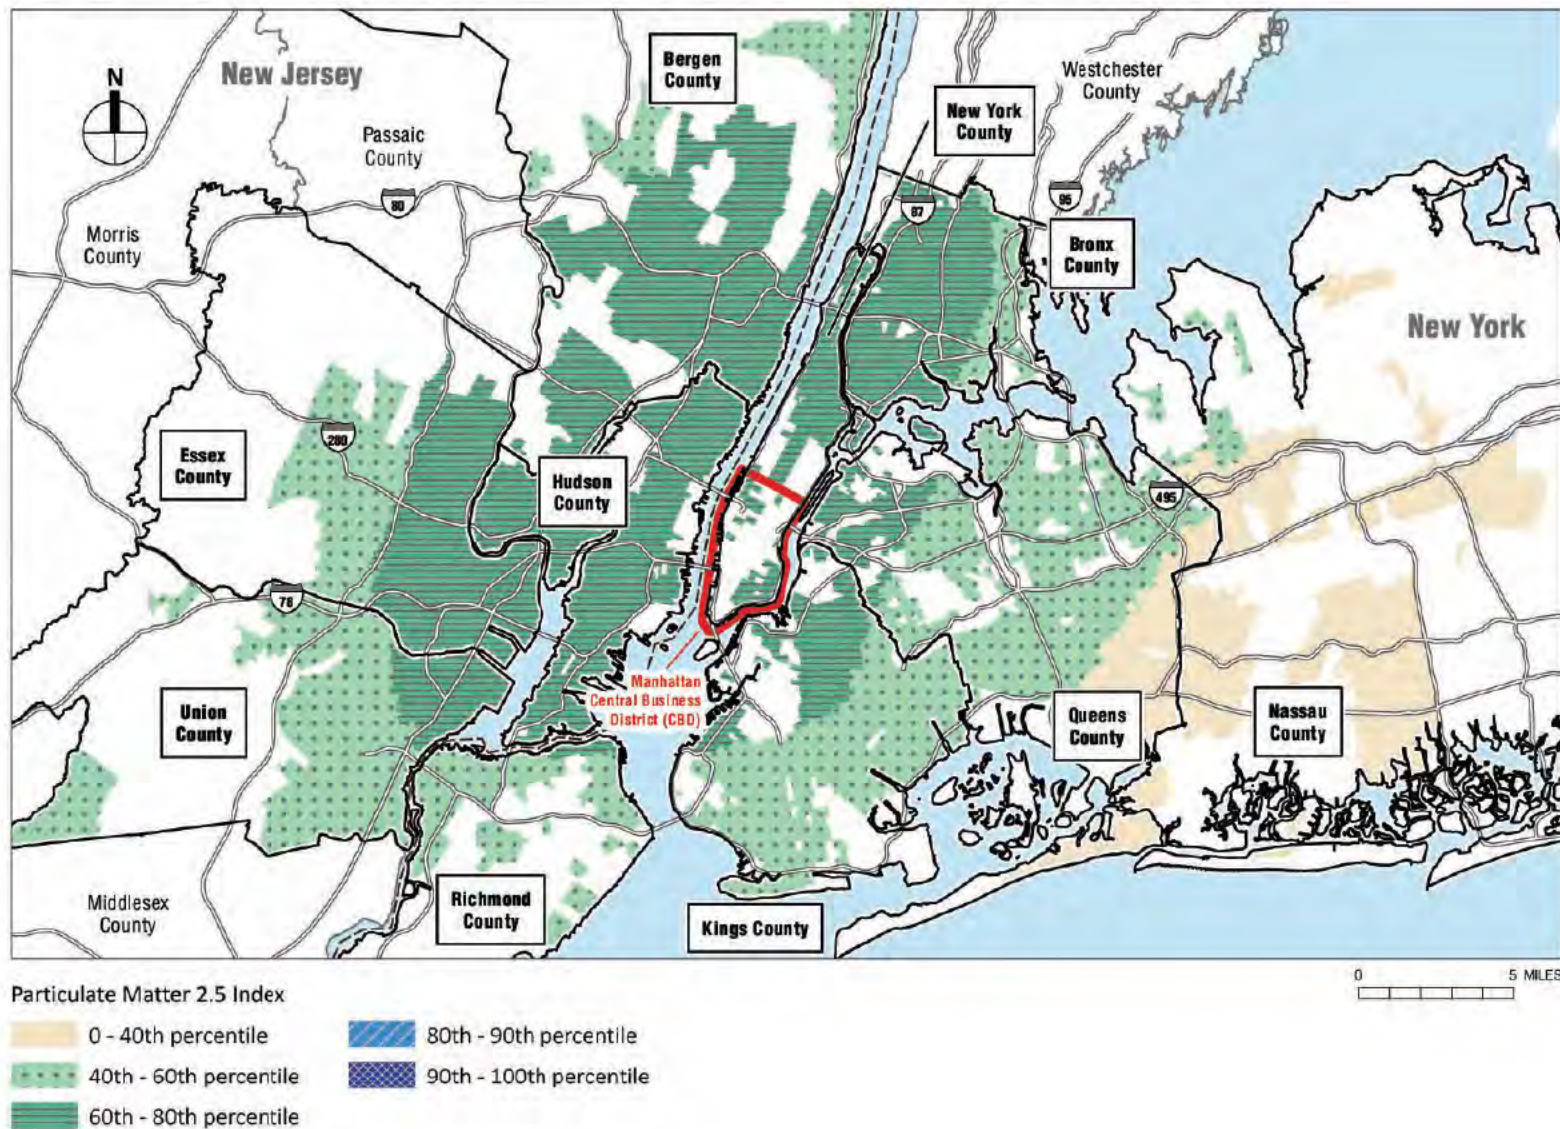 New Jersey
Bergen
County
Westchester
County
New York
County
N
Passaic
County
80
87
95
Morris
County
Bronx
County
New York
280
Essex
County
Hudson
County
495
78
Manhattan
Central Business
District (CBD)
Union
County
Queens
County
Nassau
County
Middlesex
County
Richmond
County
Kings County
0 5 MILES
Particulate Matter 2.5 Index
0 - 40th percentile
40th - 60th percentile
60th - 80th percentile
80th - 90th percentile
90th - 100th percentile